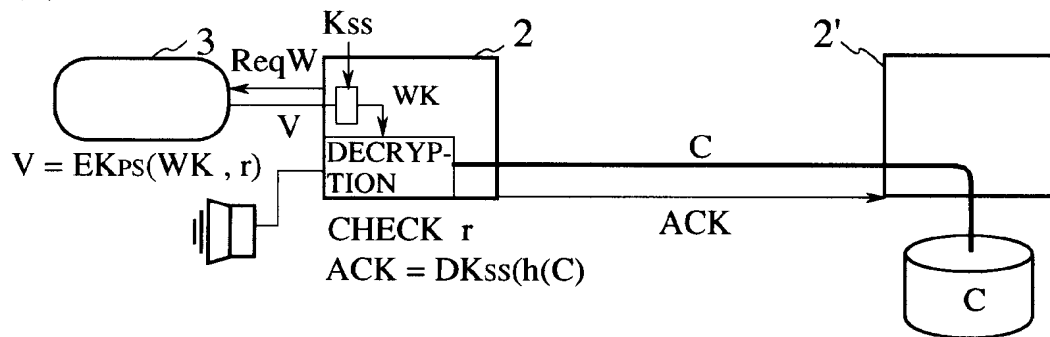 3
Kss
2
2'
ReqW
WK
V
V = EKPS(WK , r)
DECRYP-
TION
C
ACK
CHECK r
ACK = DKss(h(C)
C